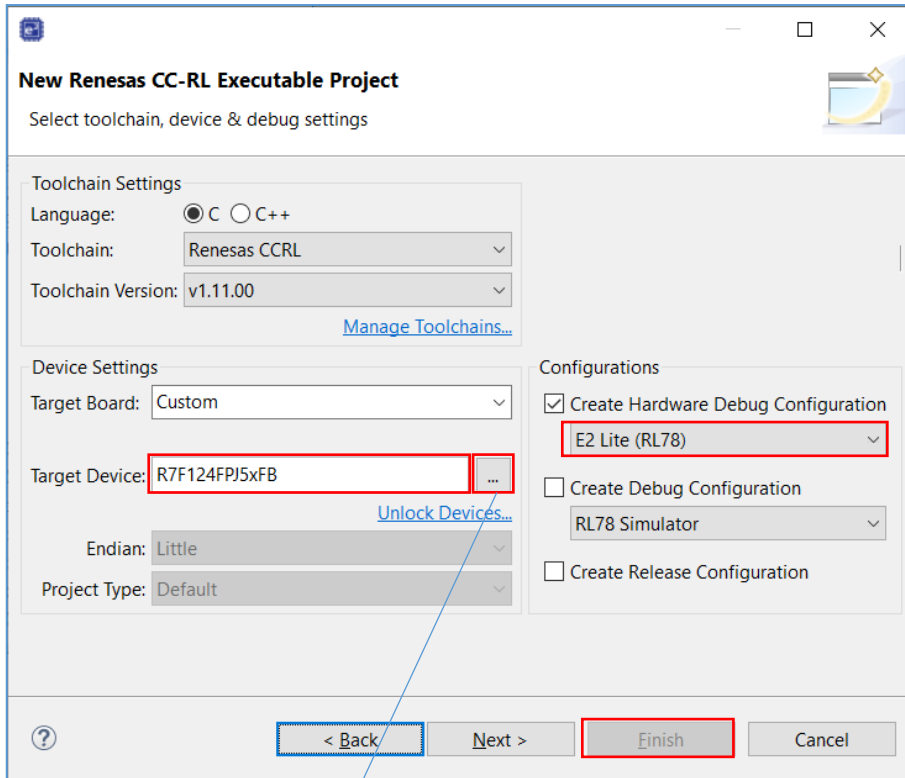 New Renesas CC-RL Executable Project
Select toolchain, device & debug settings
Toolchain Settings
Language: C C++
Toolchain: Renesas CCRL
Toolchain Version: v1.11.00
Manage Toolchains...
Device Settings
Target Board: Custom
Target Device: R7F124FPJ5xFB ...
Unlock Devices...
Endian: Little
Project Type: Default
Configurations
Create Hardware Debug Configuration
E2 Lite (RL78)
Create Debug Configuration
RL78 Simulator
Create Release Configuration
? < Back Next > Finish Cancel